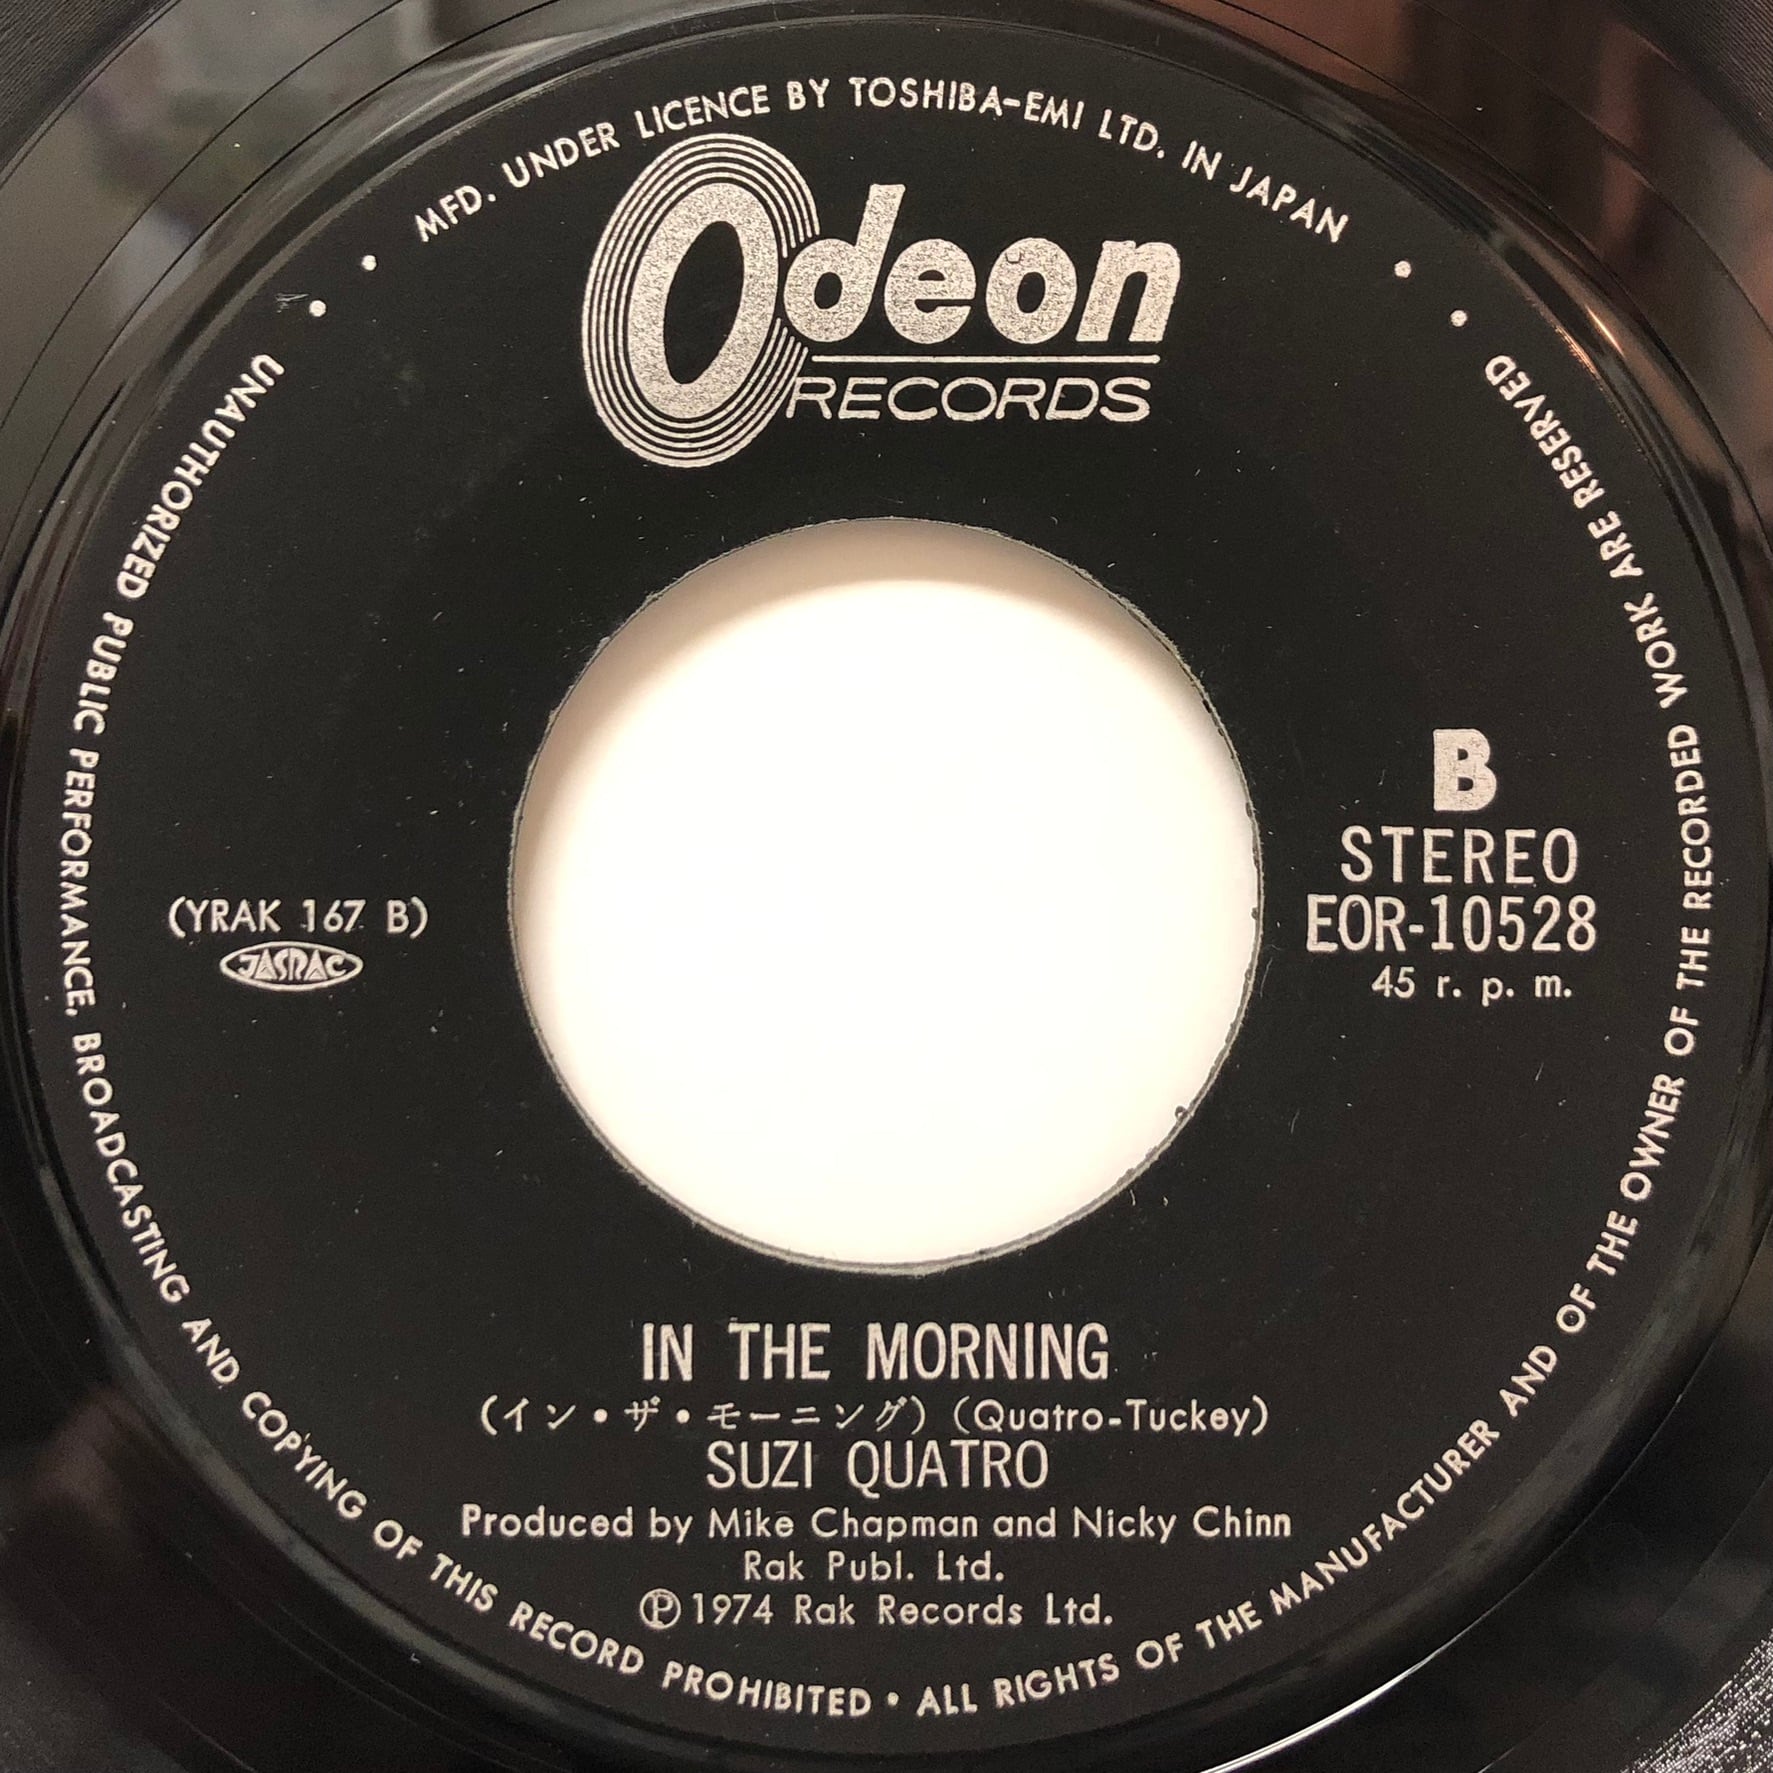 MFD. UNDER LICENCE BY TOSHIBA-EMI LTD. IN JAPAN
Odeon
RECORDS
B
STEREO
EOR-10528
45 r. p. m.
(YRAK 167 B)
JASRAC
IN THE MORNING
(イン・ザ・モーニング) (Quatro-Tuckey)
SUZI QUATRO
Produced by Mike Chapman and Nicky Chinn
Rak Publ. Ltd.
Ⓟ1974 Rak Records Ltd.
UNAUTHORIZED PUBLIC PERFORMANCE, BROADCASTING AND COPYING OF THIS RECORD PROHIBITED • ALL RIGHTS OF THE MANUFACTURER AND OF THE OWNER OF THE RECORDED WORK ARE RESERVED